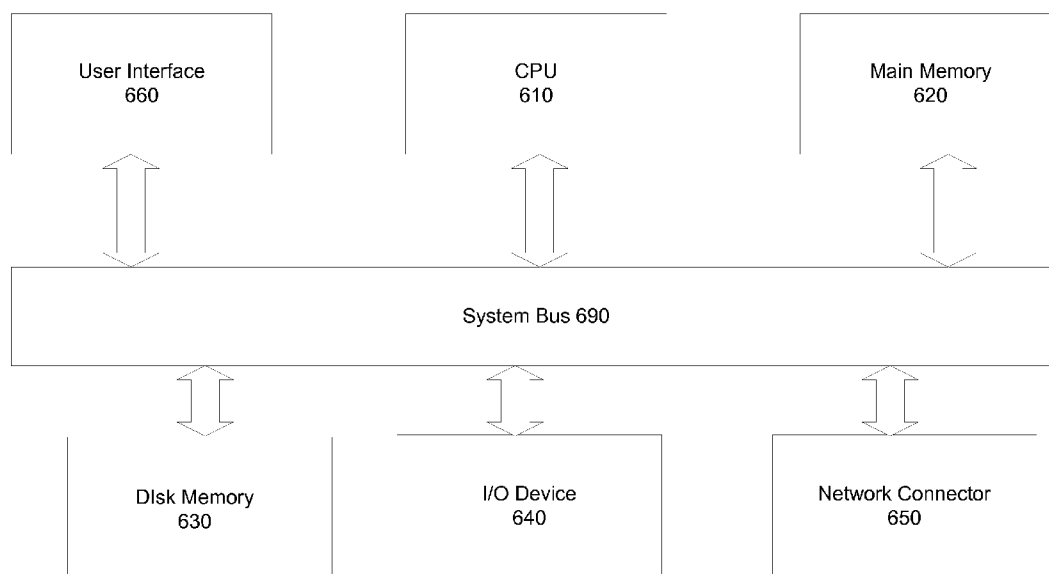 User Interface
660
CPU
610
Main Memory
620
System Bus 690
DIsk Memory
630
I/O Device
640
Network Connector
650